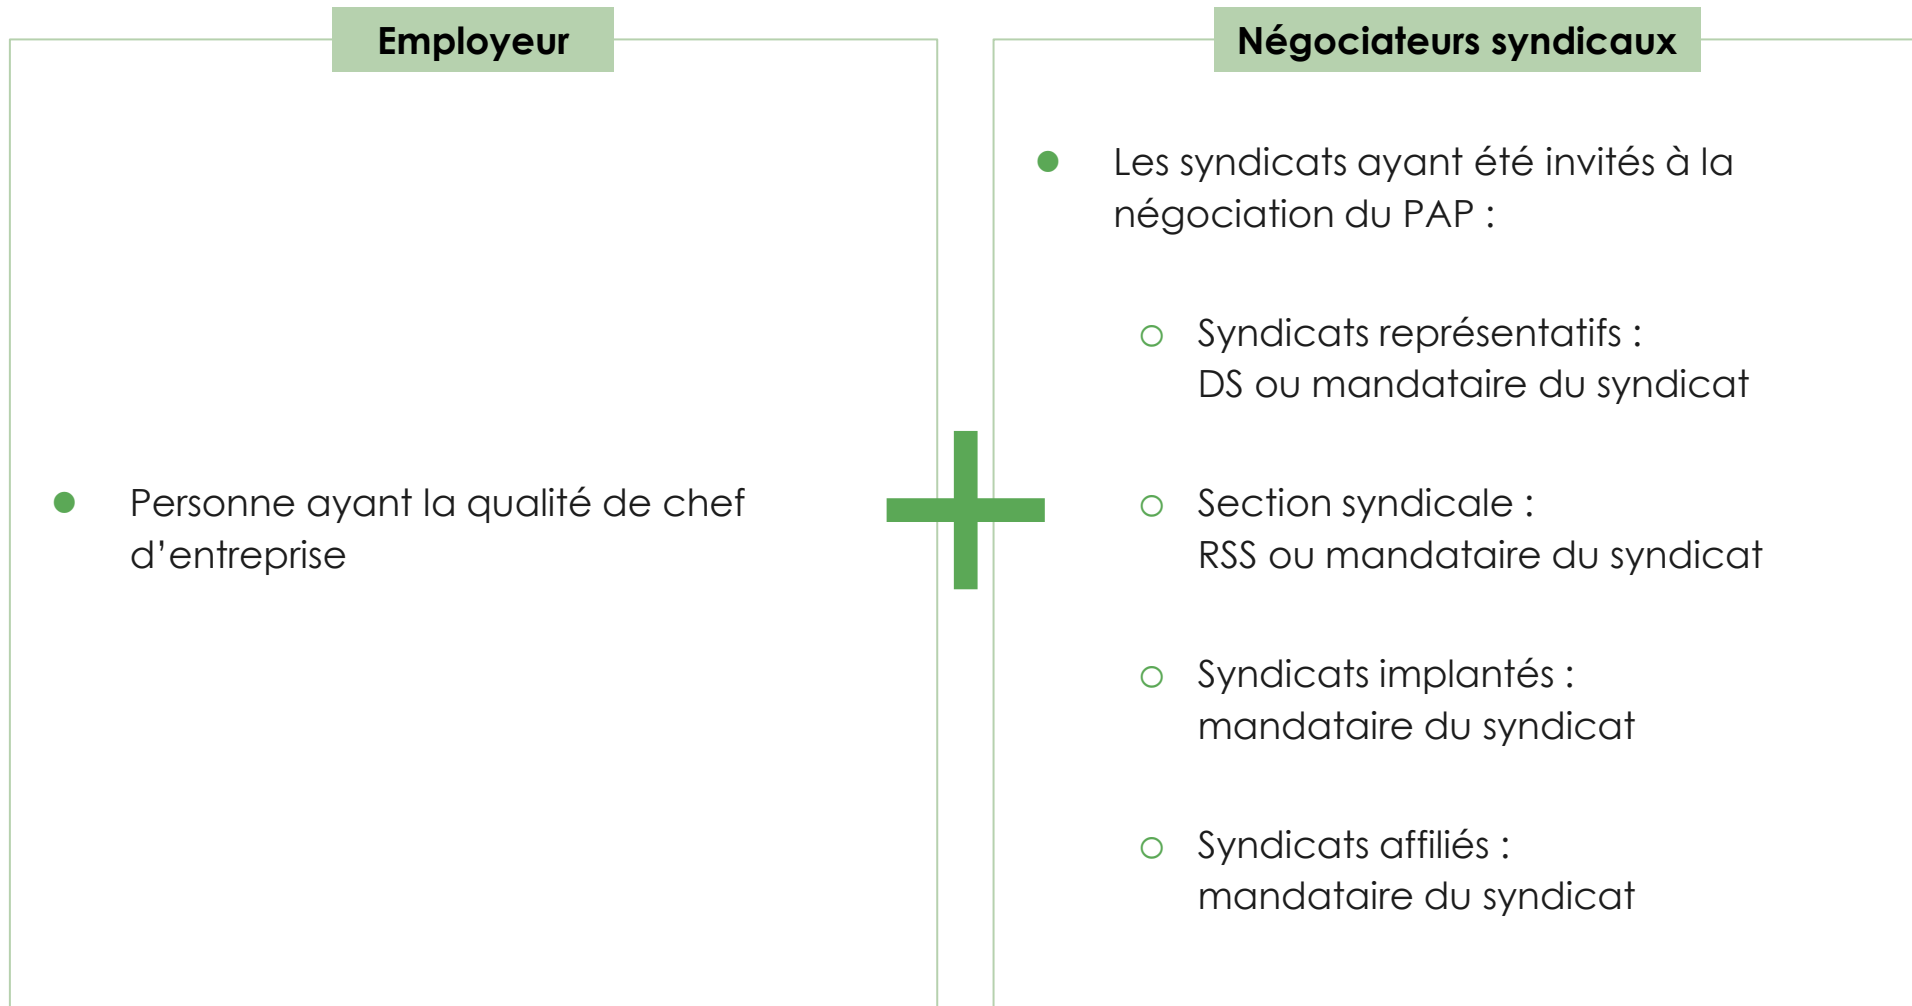 Employeur
Personne ayant la qualité de chef
d’entreprise
Négociateurs syndicaux
Les syndicats ayant été invités à la
négociation du PAP :
Syndicats représentatifs :
DS ou mandataire du syndicat
Section syndicale :
RSS ou mandataire du syndicat
Syndicats implantés :
mandataire du syndicat
Syndicats affiliés :
mandataire du syndicat